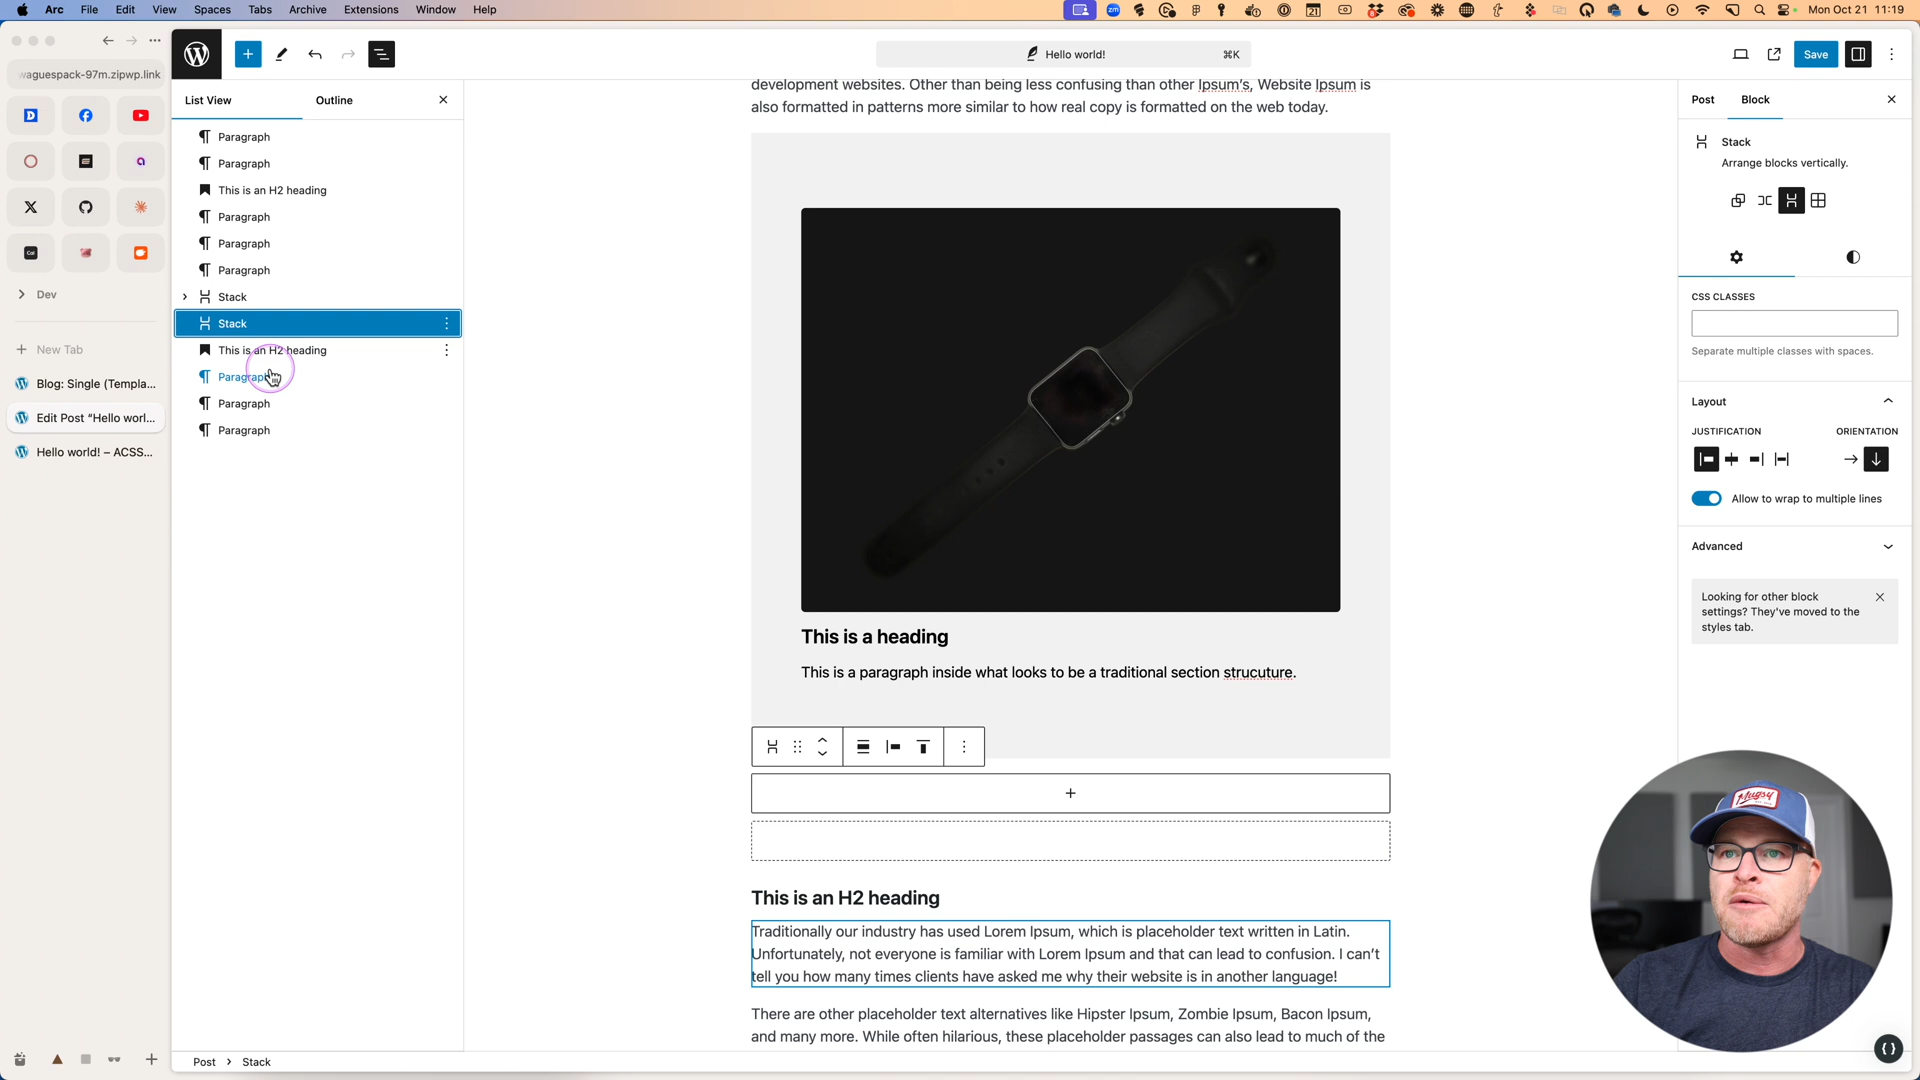 Arc File Edit View Spaces Tabs Archive Extensions Window Help
Mon Oct 21 11:19
waguespack-97m.zipwp.link
Hello world!
⌘K
Save
List View
Outline
Paragraph
Paragraph
This is an H2 heading
Paragraph
Paragraph
Paragraph
Stack
Stack
This is an H2 heading
Paragraph
Paragraph
Paragraph
Dev
New Tab
Blog: Single (Templa...
Edit Post “Hello worl...
Hello world! – ACSS...
development websites. Other than being less confusing than other Ipsum's, Website Ipsum is
also formatted in patterns more similar to how real copy is formatted on the web today.
This is a heading
This is a paragraph inside what looks to be a traditional section strucuture.
This is an H2 heading
Traditionally our industry has used Lorem Ipsum, which is placeholder text written in Latin.
Unfortunately, not everyone is familiar with Lorem Ipsum and that can lead to confusion. I can't
tell you how many times clients have asked me why their website is in another language!
There are other placeholder text alternatives like Hipster Ipsum, Zombie Ipsum, Bacon Ipsum,
and many more. While often hilarious, these placeholder passages can also lead to much of the
Post
Block
Stack
Arrange blocks vertically.
CSS CLASSES
Separate multiple classes with spaces.
Layout
JUSTIFICATION
ORIENTATION
Allow to wrap to multiple lines
Advanced
Looking for other block
settings? They've moved to the
styles tab.
Mugsy
Post > Stack